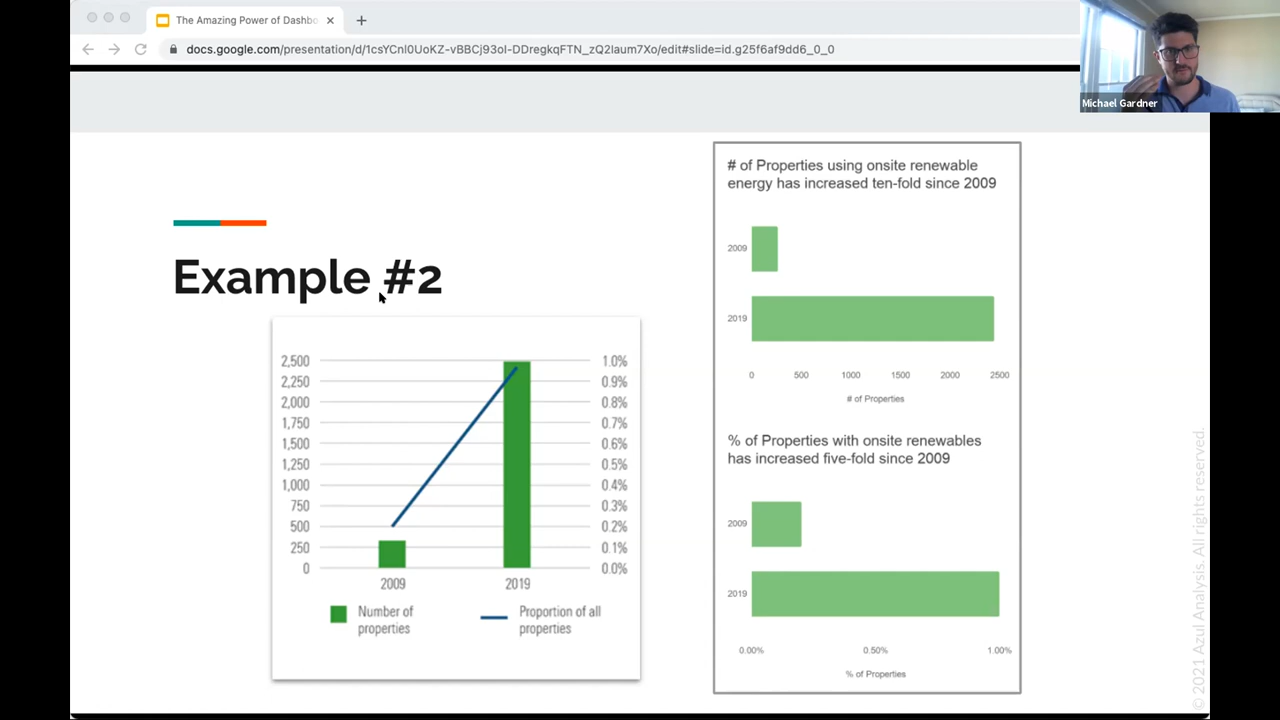 The Amazing Power of Dashbo
docs.google.com/presentation/d/1csYCnl0UoKZ-vBBCj93oI-DDregkqFTN_zQ2laum7Xo/edit#slide=id.g25f6af9dd6_0_0
Michael Gardner
Example #2
2,500
1.0%
2,250
0.9%
2,000
0.8%
1,750
0.7%
1,500
0.6%
1,250
0.5%
1,000
0.4%
750
0.3%
500
0.2%
250
0.1%
0
0.0%
2009
2019
Number of
properties
Proportion of all
properties
# of Properties using onsite renewable
energy has increased ten-fold since 2009
2009
2019
0 500 1000 1500 2000 2500
# of Properties
% of Properties with onsite renewables
has increased five-fold since 2009
2009
2019
0.00% 0.50% 1.00%
% of Properties
© 2021 Azul Analysis. All rights reserved.